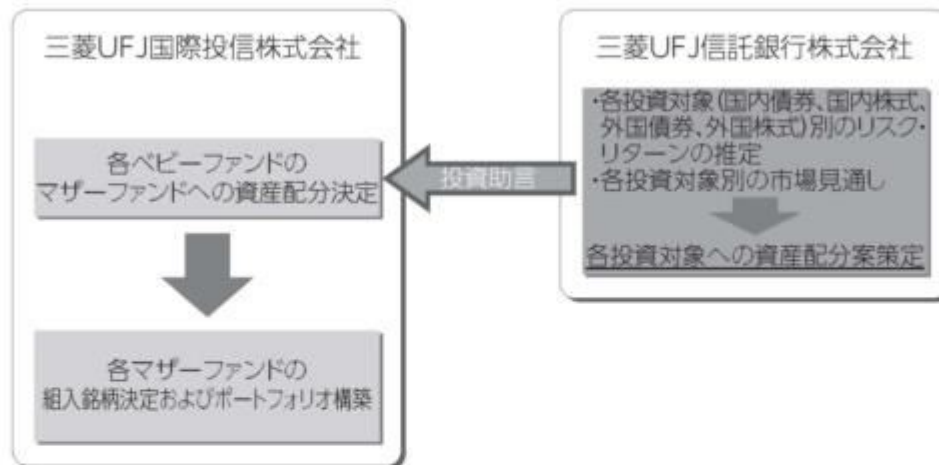 三菱UFJ国際投信株式会社
各ベビーファンドの
マザーファンドへの資産配分決定
各マザーファンドの
組入銘柄決定およびポートフォリオ構築
投資助言
三菱UFJ信託銀行株式会社
・各投資対象(国内債券、国内株式、
外国債券、外国株式)別のリスク・
リターンの推定
・各投資対象別の市場見通し
各投資対象への資産配分案策定